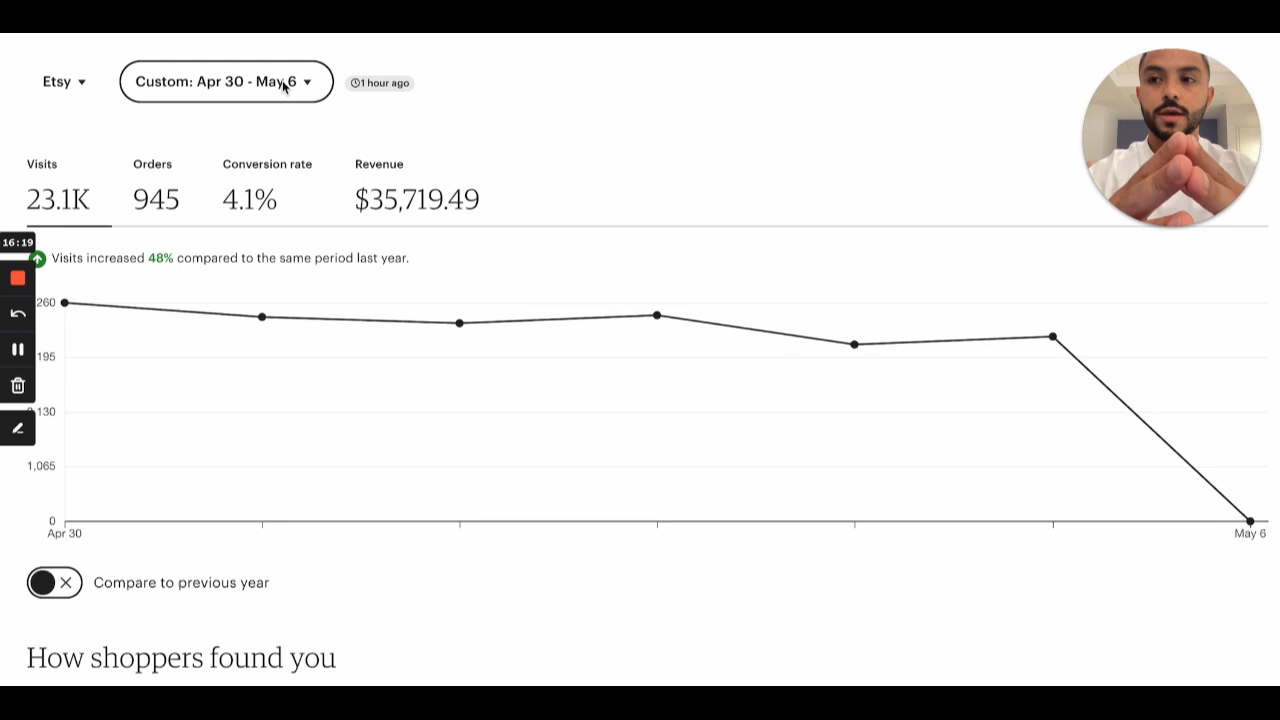 Etsy
Custom: Apr 30 - May 6
1 hour ago
Visits
Orders
Conversion rate
Revenue
23.1K
945
4.1%
$35,719.49
16:19
Visits increased 48% compared to the same period last year.
260
195
130
1,065
0
Apr 30
May 6
Compare to previous year
How shoppers found you